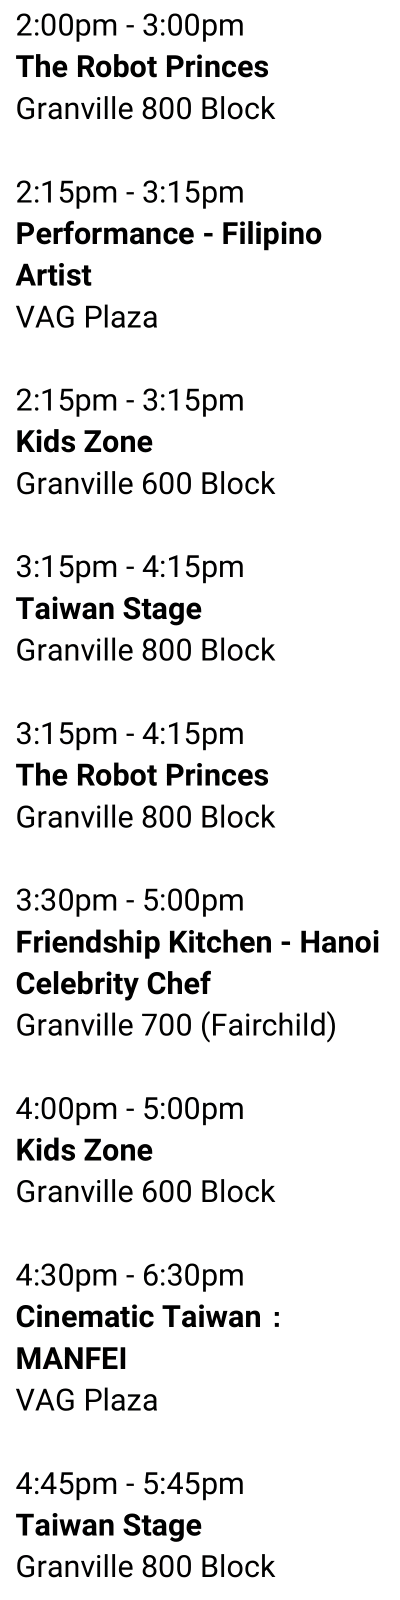 2:00pm - 3:00pm
The Robot Princes
Granville 800 Block
2:15pm - 3:15pm
Performance - Filipino
Artist
VAG Plaza
2:15pm - 3:15pm
Kids Zone
Granville 600 Block
3:15pm - 4:15pm
Taiwan Stage
Granville 800 Block
3:15pm - 4:15pm
The Robot Princes
Granville 800 Block
3:30pm - 5:00pm
Friendship Kitchen - Hanoi
Celebrity Chef
Granville 700 (Fairchild)
4:00pm - 5:00pm
Kids Zone
Granville 600 Block
4:30pm - 6:30pm
Cinematic Taiwan：
MANFEI
VAG Plaza
4:45pm - 5:45pm
Taiwan Stage
Granville 800 Block